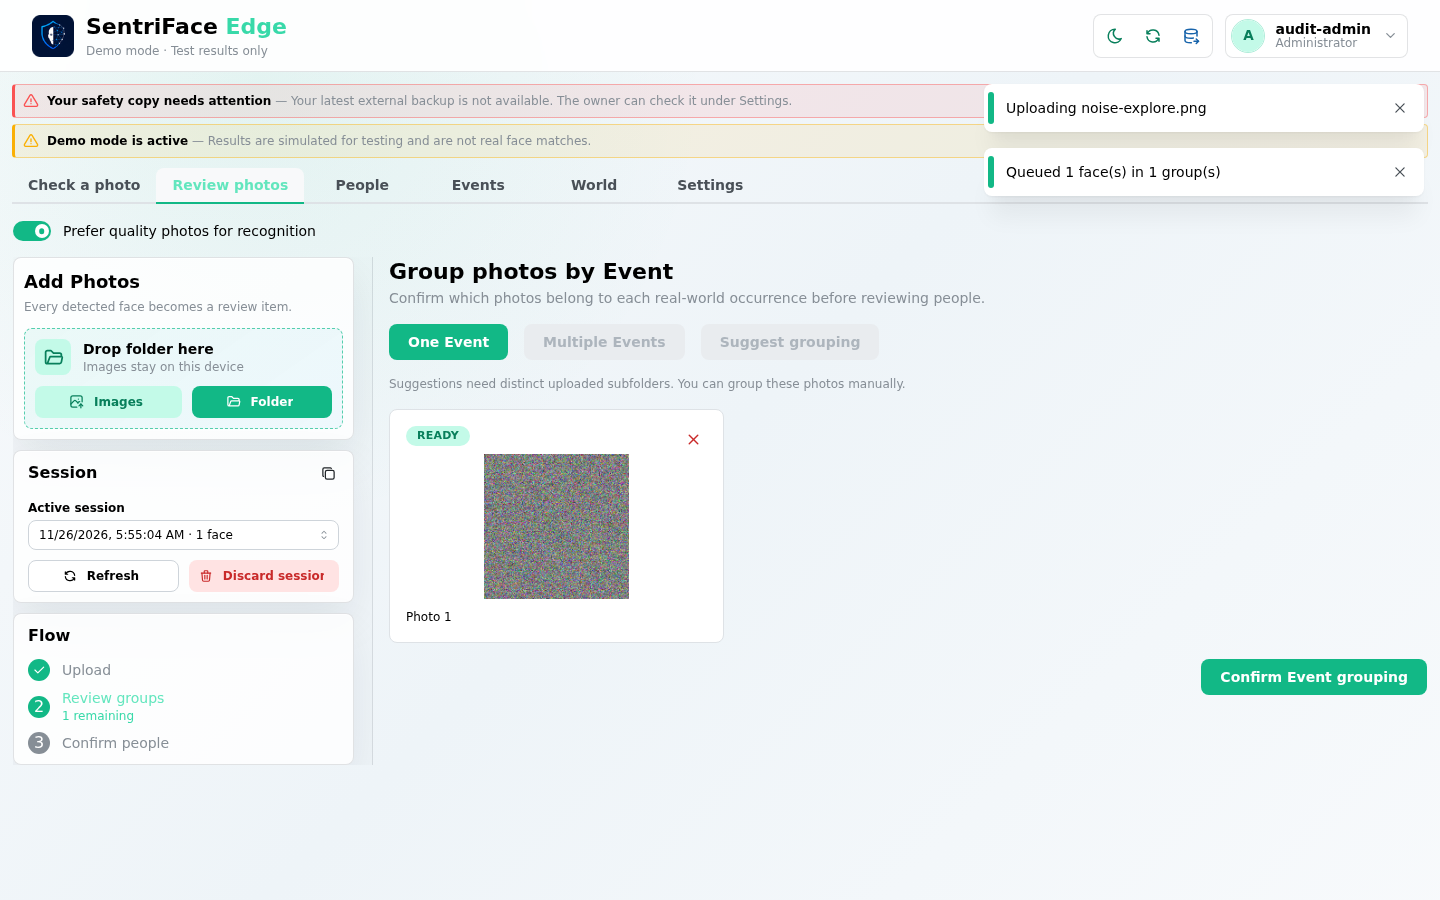 SentriFace Edge
Demo mode · Test results only
A
audit-admin
Administrator
Your safety copy needs attention — Your latest external backup is not available. The owner can check it under Settings.
Demo mode is active — Results are simulated for testing and are not real face matches.
Uploading noise-explore.png
Queued 1 face(s) in 1 group(s)
Check a photo
Review photos
People
Events
World
Settings
Prefer quality photos for recognition
Add Photos
Every detected face becomes a review item.
Drop folder here
Images stay on this device
Images
Folder
Session
Active session
11/26/2026, 5:55:04 AM · 1 face
Refresh
Discard session
Flow
Upload
2
Review groups
1 remaining
3
Confirm people
Group photos by Event
Confirm which photos belong to each real-world occurrence before reviewing people.
One Event
Multiple Events
Suggest grouping
Suggestions need distinct uploaded subfolders. You can group these photos manually.
READY
Photo 1
Confirm Event grouping